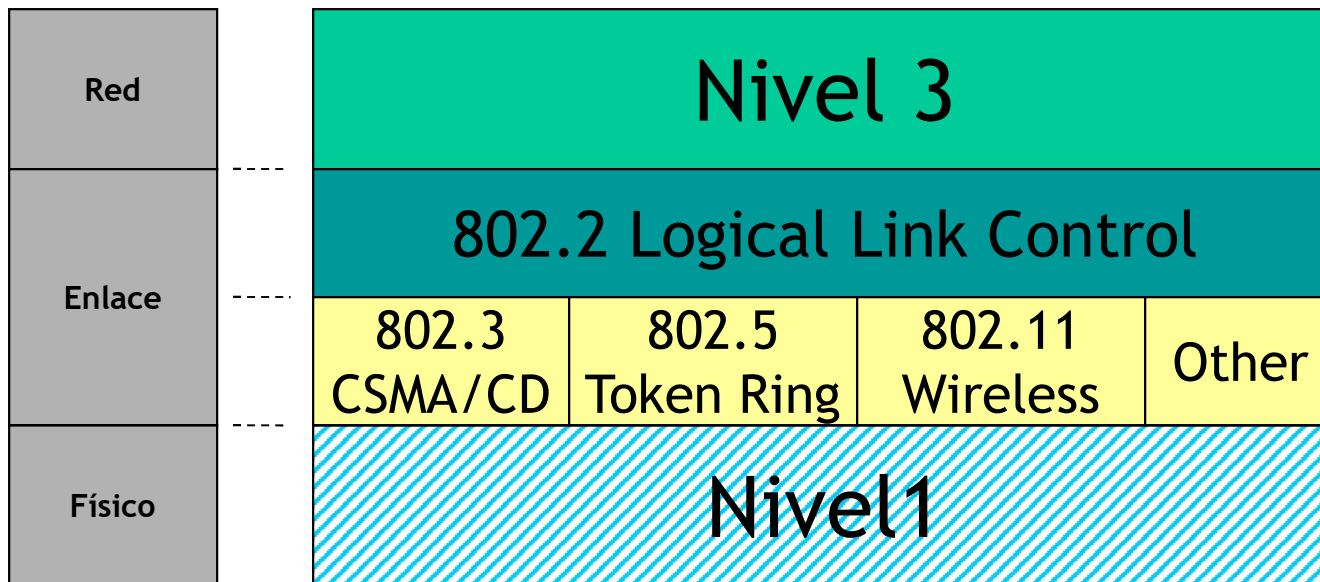 Red
Nivel 3
802.2 Logical Link Control
Enlace
802.3
CSMA/CD
802.5
Token Ring
802.11
Wireless
Other
Físico
Nivel1